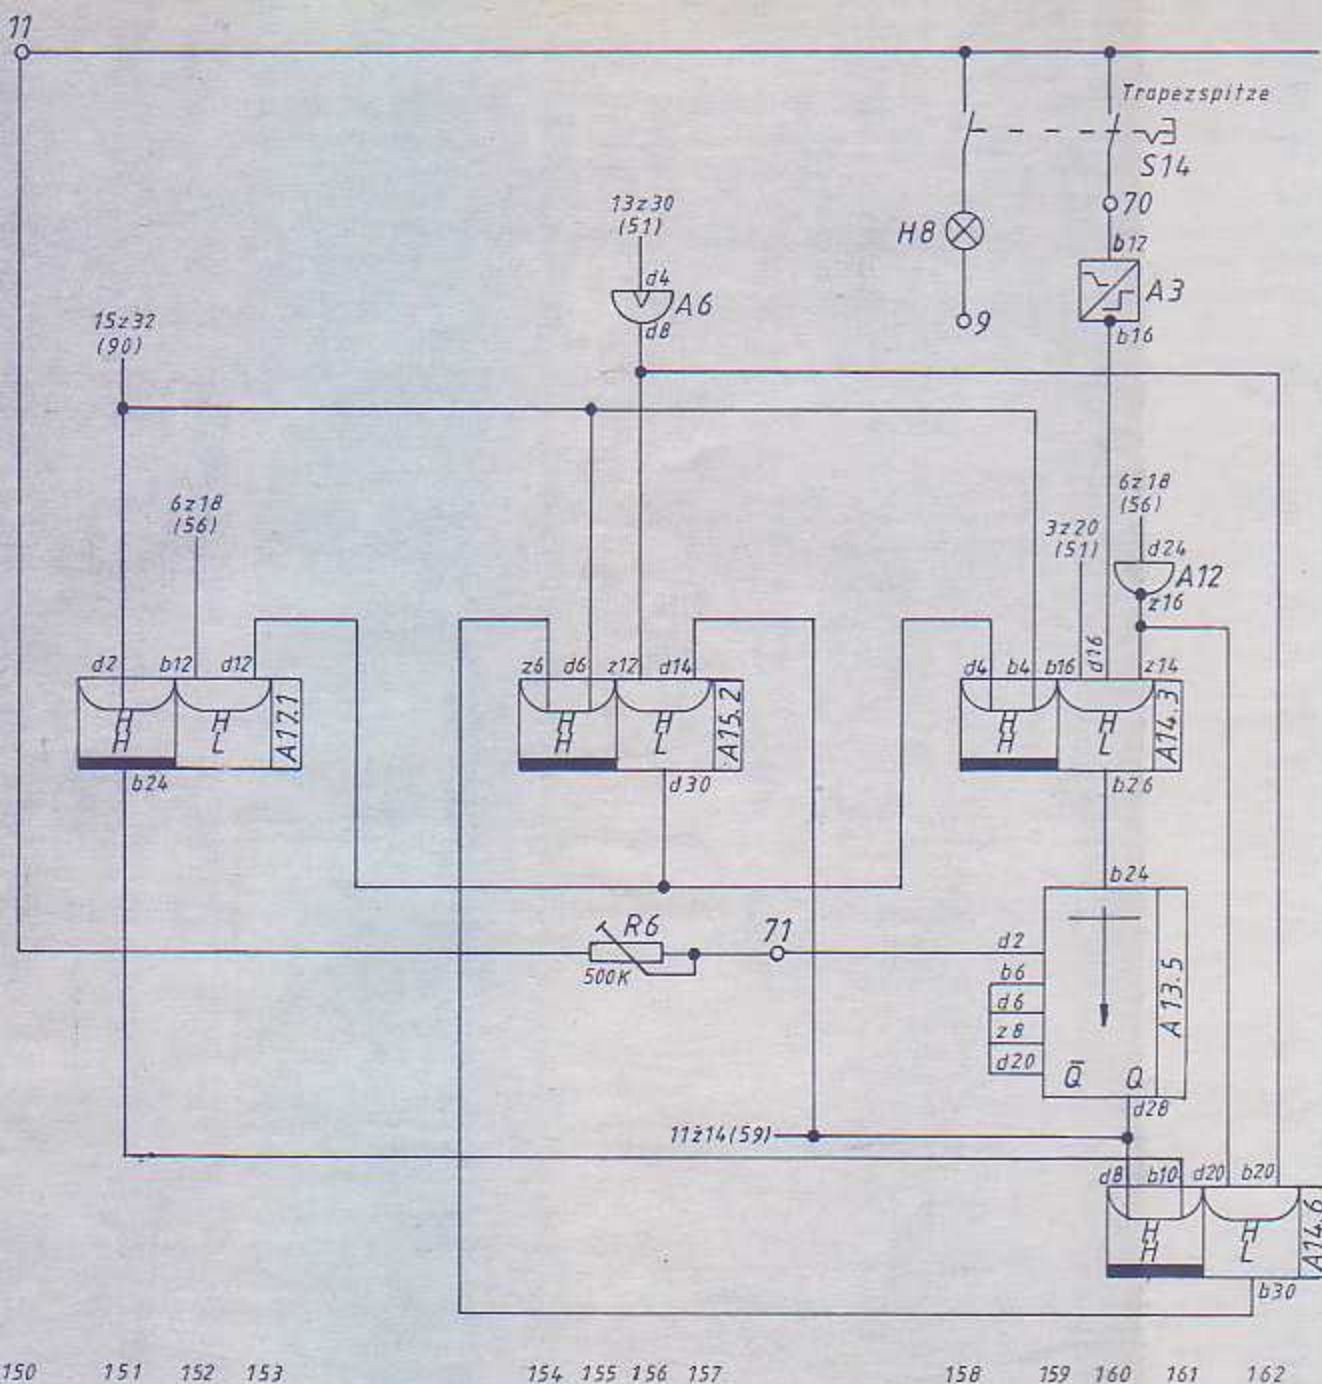 11
Trapezspitze
S14
70
13z30
(51)
H8
b12
d4
A6
A3
d8
9
b16
15z32
(90)
6z18
(56)
6z18
(56)
3z20
(51)
d24
A12
z16
d16
d2 b12 d12
z6 d6 z12 d14
d4 b4 b16 z14
H
H
H
L
A17.1
H
H
H
L
A15.2
H
H
H
L
A14.3
b24
d30
b26
b24
R6
500K
71
d2
b6
d6
z8
d20
A13.5
Q̄ Q
d28
11z14(59)
d8 b10 d20 b20
H
H
H
L
A14.6
b30
150 151 152 153 154 155 156 157 158 159 160 161 162